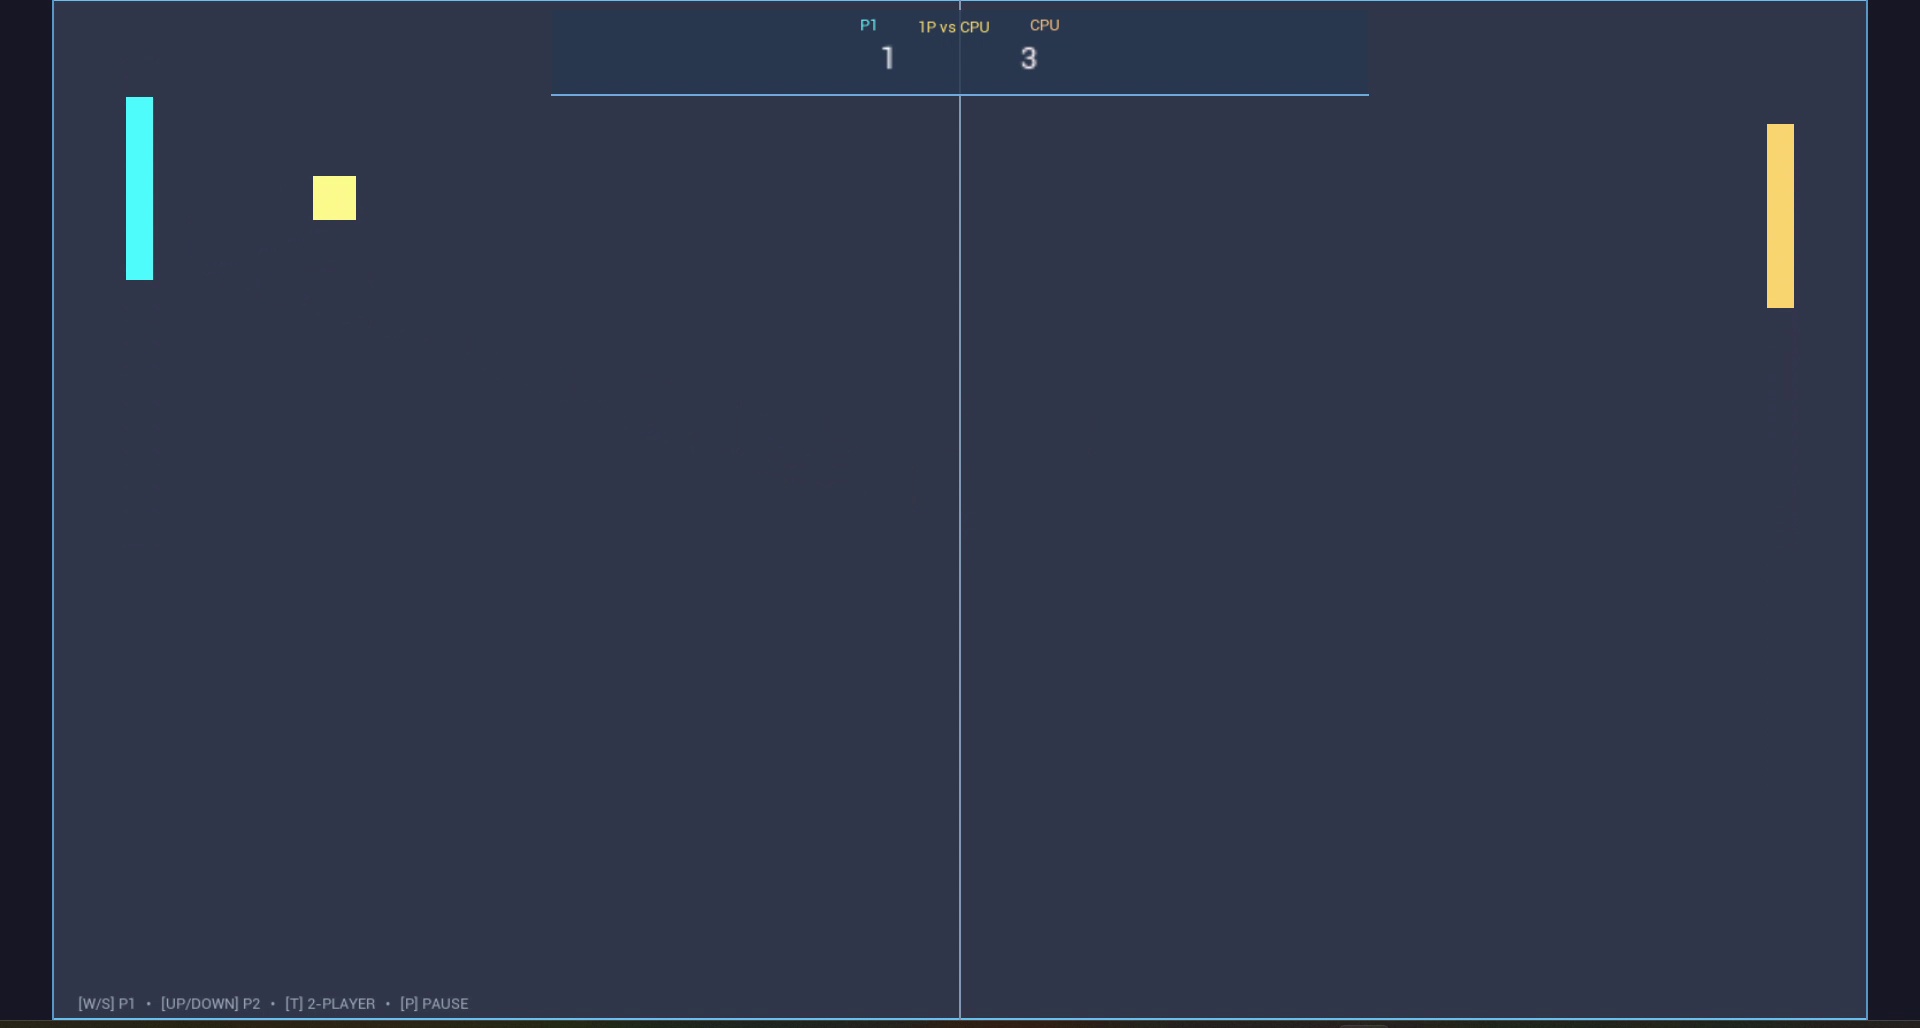 P1 1P vs CPU CPU
1 3
[W/S] P1 • [UP/DOWN] P2 • [T] 2-PLAYER • [P] PAUSE